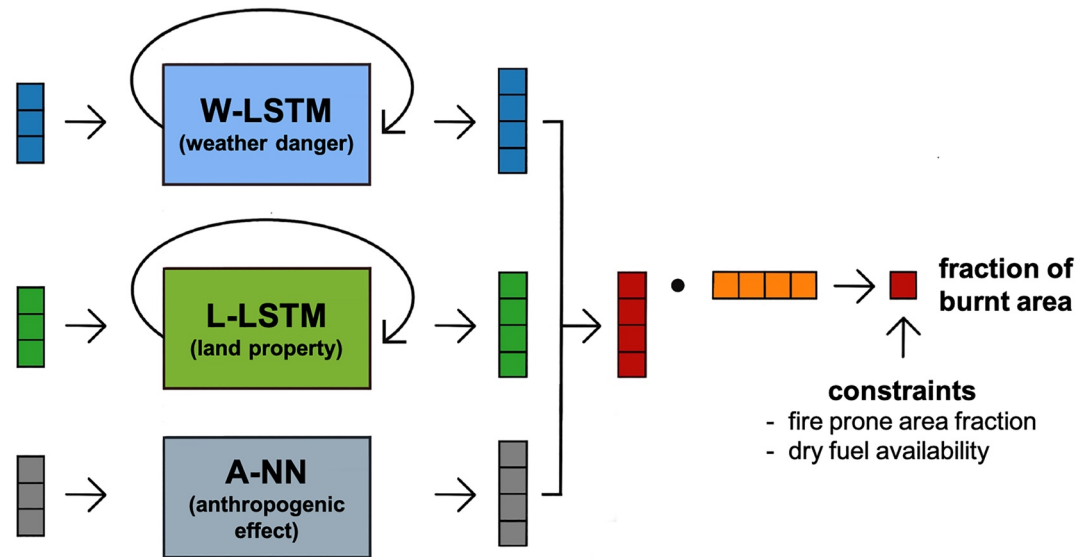 W-LSTM
(weather danger)
L-LSTM
(land property)
A-NN
(anthropogenic
effect)
fraction of
burnt area
constraints
- fire prone area fraction
- dry fuel availability